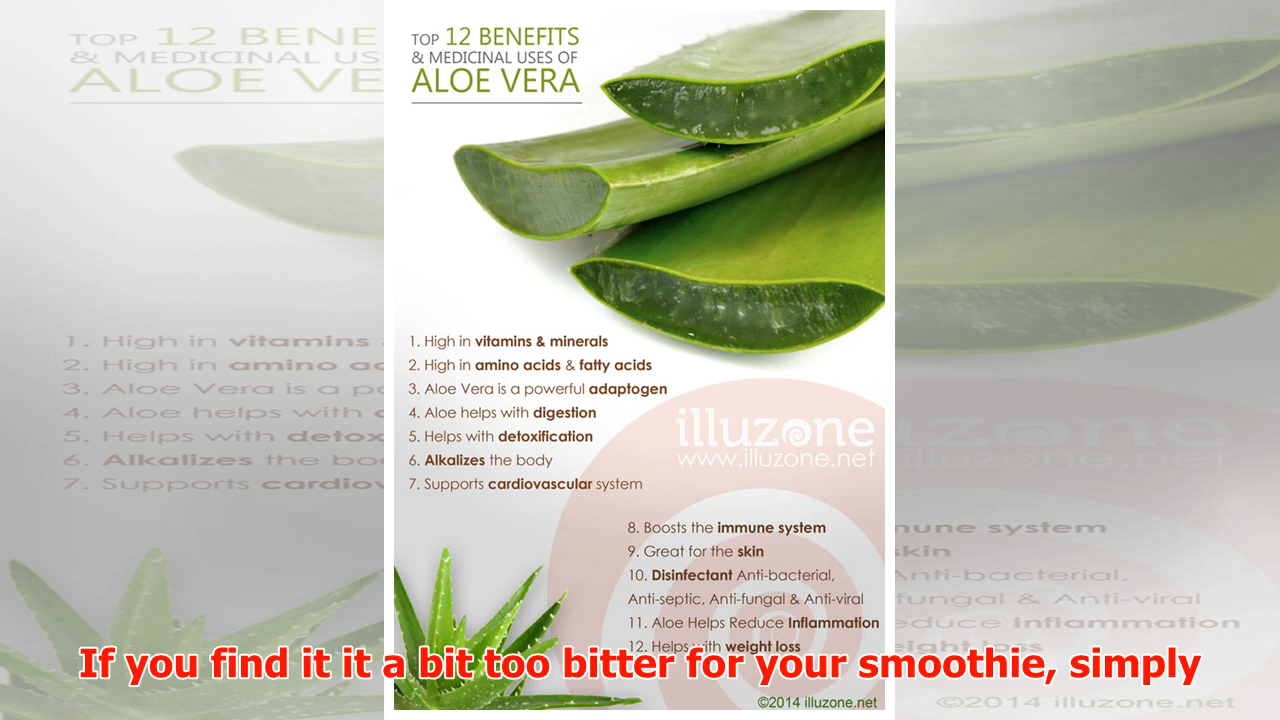 TOP 12 BENEFITS
& MEDICINAL USES OF
ALOE VERA
1. High in vitamins & minerals
2. High in amino acids & fatty acids
3. Aloe Vera is a powerful adaptogen
4. Aloe helps with digestion
5. Helps with detoxification
6. Alkalizes the body
7. Supports cardiovascular system
illuzone
www.illuzone.net
8. Boosts the immune system
9. Great for the skin
10. Disinfectant Anti-bacterial,
Anti-septic, Anti-fungal & Anti-viral
11. Aloe Helps Reduce Inflammation
12. Helps with weight loss
If you find it it a bit too bitter for your smoothie, simply
©2014 illuzone.net